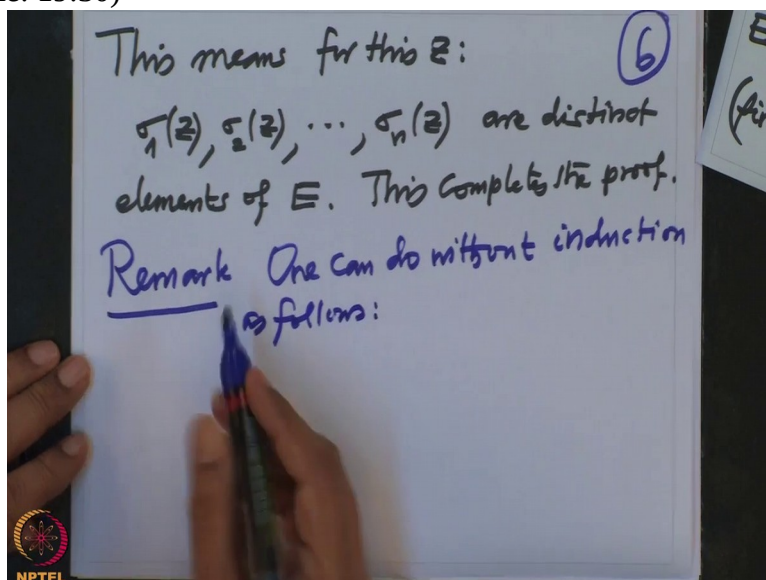 This means for this z: 6
σ₁(z), σ₂(z), ⋯, σₙ(z) are distinct
elements of E. This completes the proof.
Remark One can do without induction
as follows:
E
(fin
NPTEL